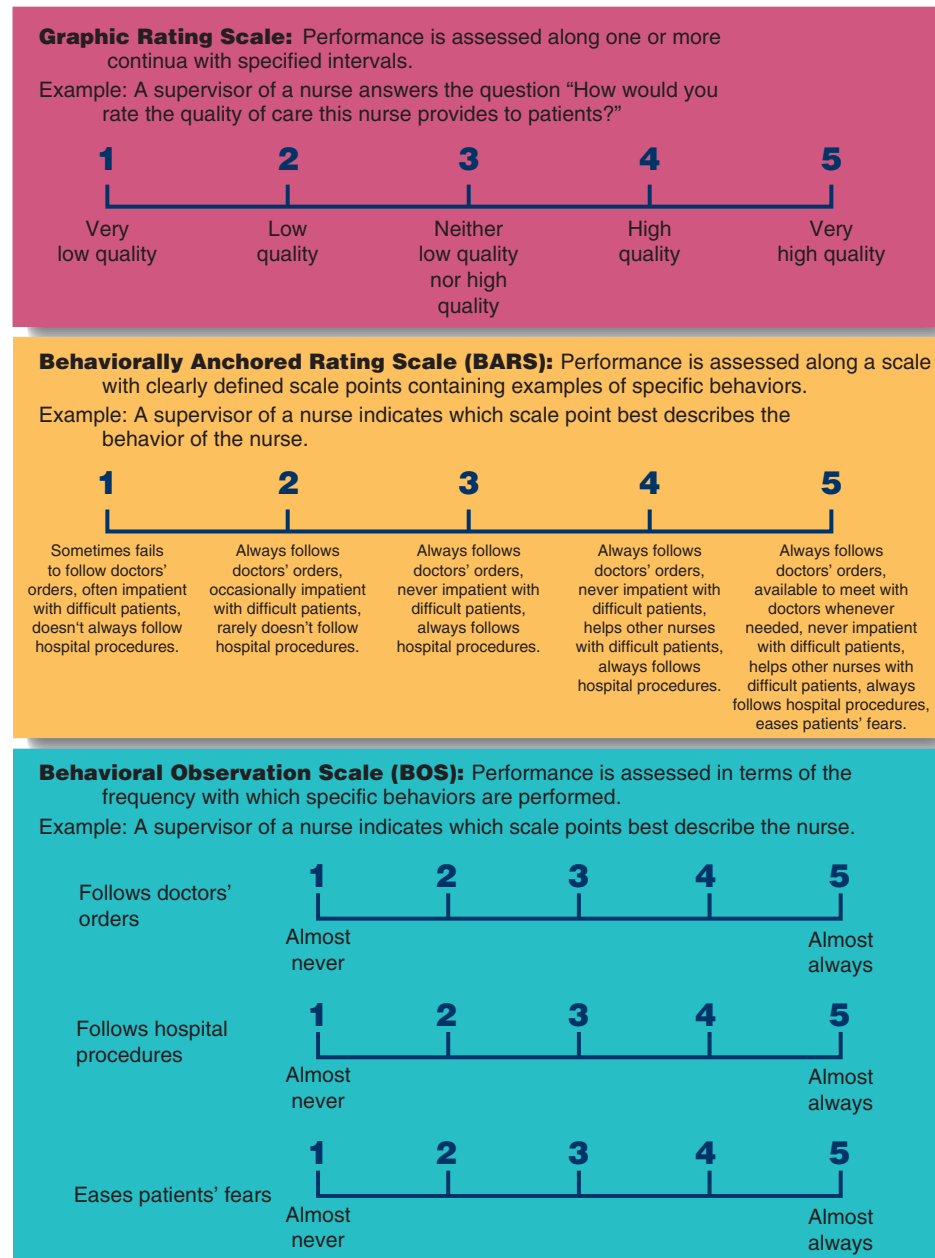 Graphic Rating Scale: Performance is assessed along one or more
continua with specified intervals.
Example: A supervisor of a nurse answers the question “How would you
rate the quality of care this nurse provides to patients?”
1 2 3 4 5
Very Low Neither High Very
low quality quality low quality quality high quality
nor high
quality
Behaviorally Anchored Rating Scale (BARS): Performance is assessed along a scale
with clearly defined scale points containing examples of specific behaviors.
Example: A supervisor of a nurse indicates which scale point best describes the
behavior of the nurse.
1 2 3 4 5
Sometimes fails
to follow doctors’
orders, often impatient
with difficult patients,
doesn‘t always follow
hospital procedures.
Always follows
doctors’ orders,
occasionally impatient
with difficult patients,
rarely doesn’t follow
hospital procedures.
Always follows
doctors’ orders,
never impatient with
difficult patients,
always follows
hospital procedures.
Always follows
doctors’ orders,
never impatient with
difficult patients,
helps other nurses
with difficult patients,
always follows
hospital procedures.
Always follows
doctors’ orders,
available to meet with
doctors whenever
needed, never impatient
with difficult patients,
helps other nurses with
difficult patients, always
follows hospital procedures,
eases patients’ fears.
Behavioral Observation Scale (BOS): Performance is assessed in terms of the
frequency with which specific behaviors are performed.
Example: A supervisor of a nurse indicates which scale points best describe the nurse.
Follows doctors’
orders
1 2 3 4 5
Almost
never
Almost
always
Follows hospital
procedures
1 2 3 4 5
Almost
never
Almost
always
Eases patients’ fears
1 2 3 4 5
Almost
never
Almost
always